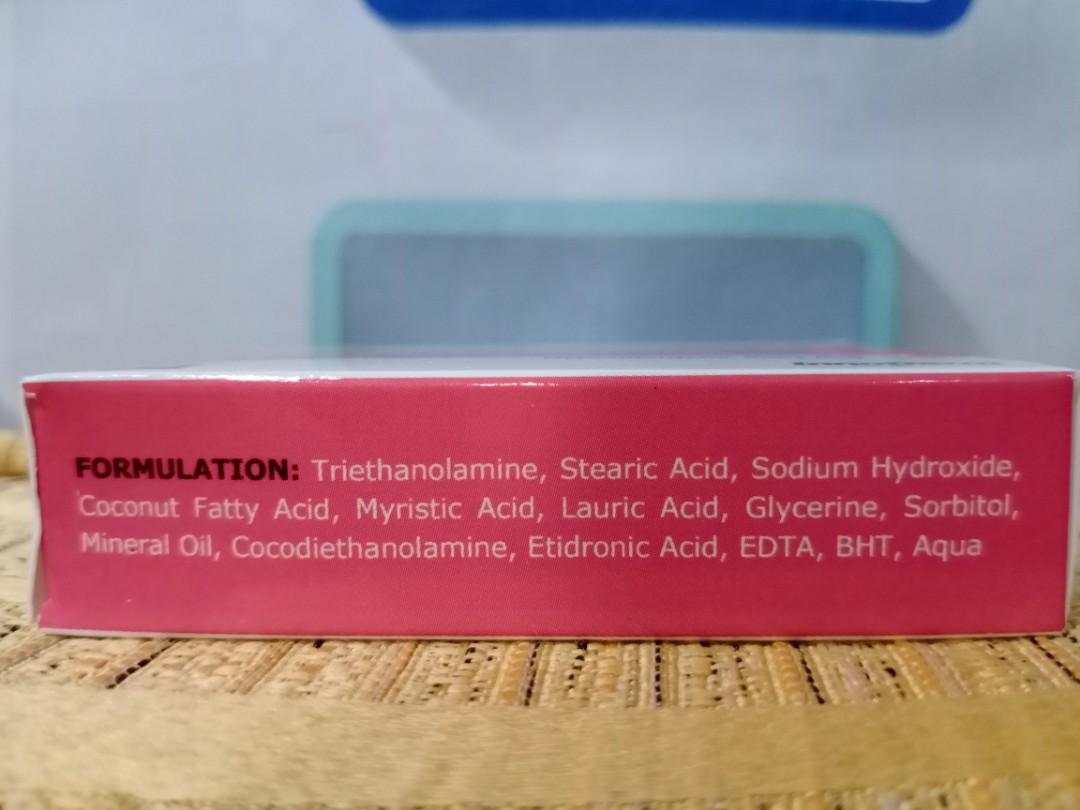 FORMULATION: Triethanolamine, Stearic Acid, Sodium Hydroxide,
Coconut Fatty Acid, Myristic Acid, Lauric Acid, Glycerine, Sorbitol,
Mineral Oil, Cocodiethanolamine, Etidronic Acid, EDTA, BHT, Aqua